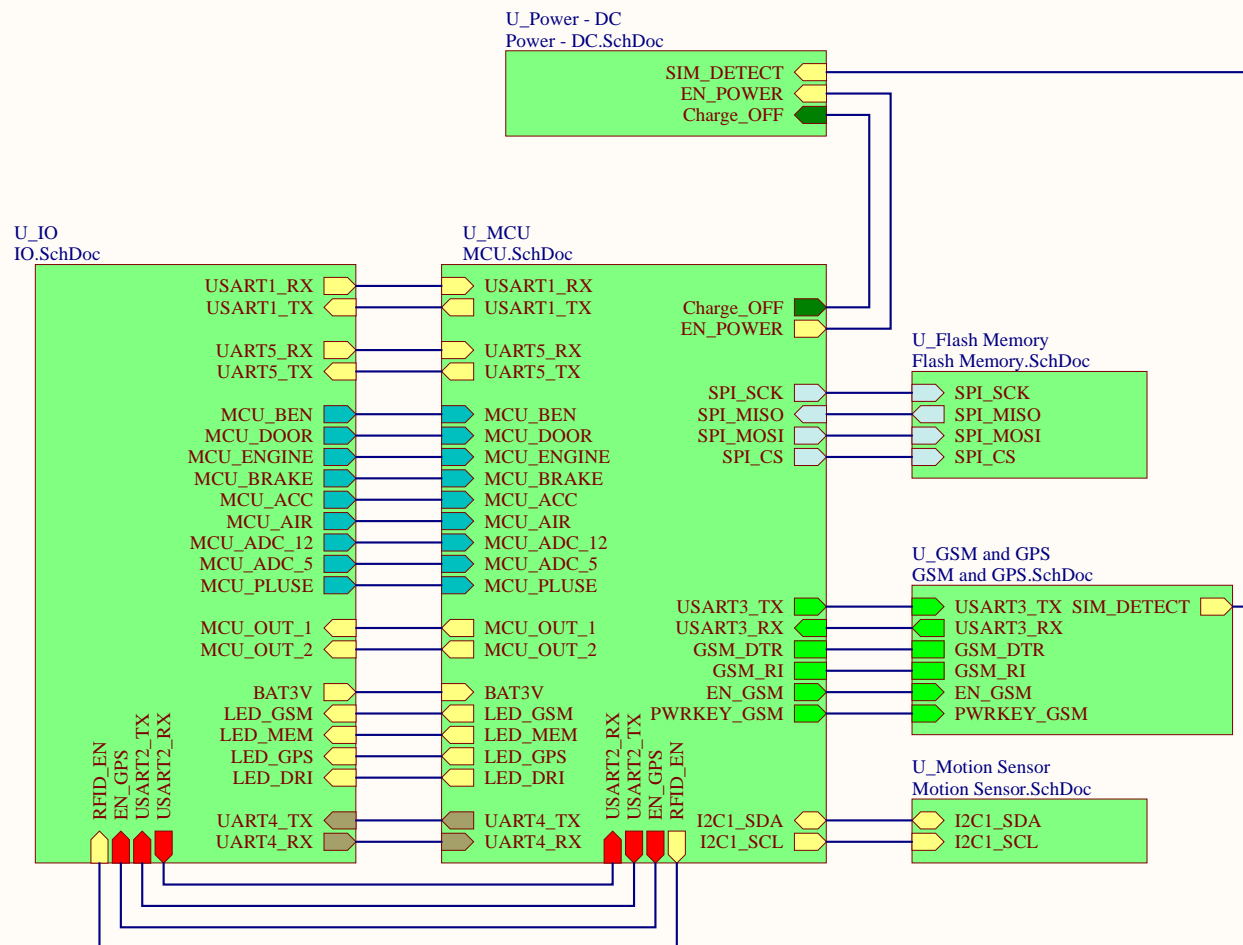 U_Power - DC
Power - DC.SchDoc
SIM_DETECT
EN_POWER
Charge_OFF
U_IO
IO.SchDoc
USART1_RX
USART1_TX
UART5_RX
UART5_TX
MCU_BEN
MCU_DOOR
MCU_ENGINE
MCU_BRAKE
MCU_ACC
MCU_AIR
MCU_ADC_12
MCU_ADC_5
MCU_PLUSE
MCU_OUT_1
MCU_OUT_2
BAT3V
LED_GSM
LED_MEM
LED_GPS
LED_DRI
UART4_TX
UART4_RX
RFID_EN
EN_GPS
USART2_TX
USART2_RX
U_MCU
MCU.SchDoc
USART1_RX
USART1_TX
UART5_RX
UART5_TX
MCU_BEN
MCU_DOOR
MCU_ENGINE
MCU_BRAKE
MCU_ACC
MCU_AIR
MCU_ADC_12
MCU_ADC_5
MCU_PLUSE
MCU_OUT_1
MCU_OUT_2
BAT3V
LED_GSM
LED_MEM
LED_GPS
LED_DRI
UART4_TX
UART4_RX
USART2_RX
USART2_TX
EN_GPS
RFID_EN
Charge_OFF
EN_POWER
SPI_SCK
SPI_MISO
SPI_MOSI
SPI_CS
USART3_TX
USART3_RX
GSM_DTR
GSM_RI
EN_GSM
PWRKEY_GSM
I2C1_SDA
I2C1_SCL
U_Flash Memory
Flash Memory.SchDoc
SPI_SCK
SPI_MISO
SPI_MOSI
SPI_CS
U_GSM and GPS
GSM and GPS.SchDoc
USART3_TX SIM_DETECT
USART3_RX
GSM_DTR
GSM_RI
EN_GSM
PWRKEY_GSM
U_Motion Sensor
Motion Sensor.SchDoc
I2C1_SDA
I2C1_SCL